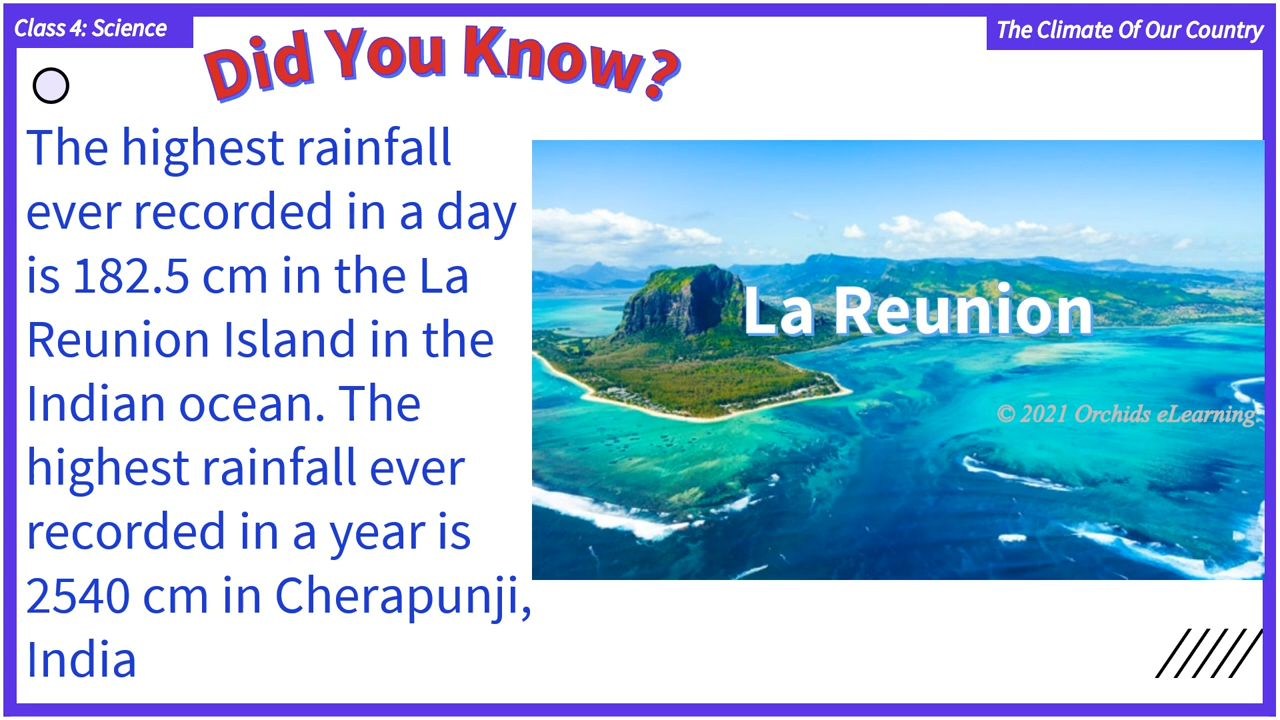 Class 4: Science
The Climate Of Our Country
Did You Know?
The highest rainfall
ever recorded in a day
is 182.5 cm in the La
Reunion Island in the
Indian ocean. The
highest rainfall ever
recorded in a year is
2540 cm in Cherapunji,
India
La Reunion
© 2021 Orchids eLearning.